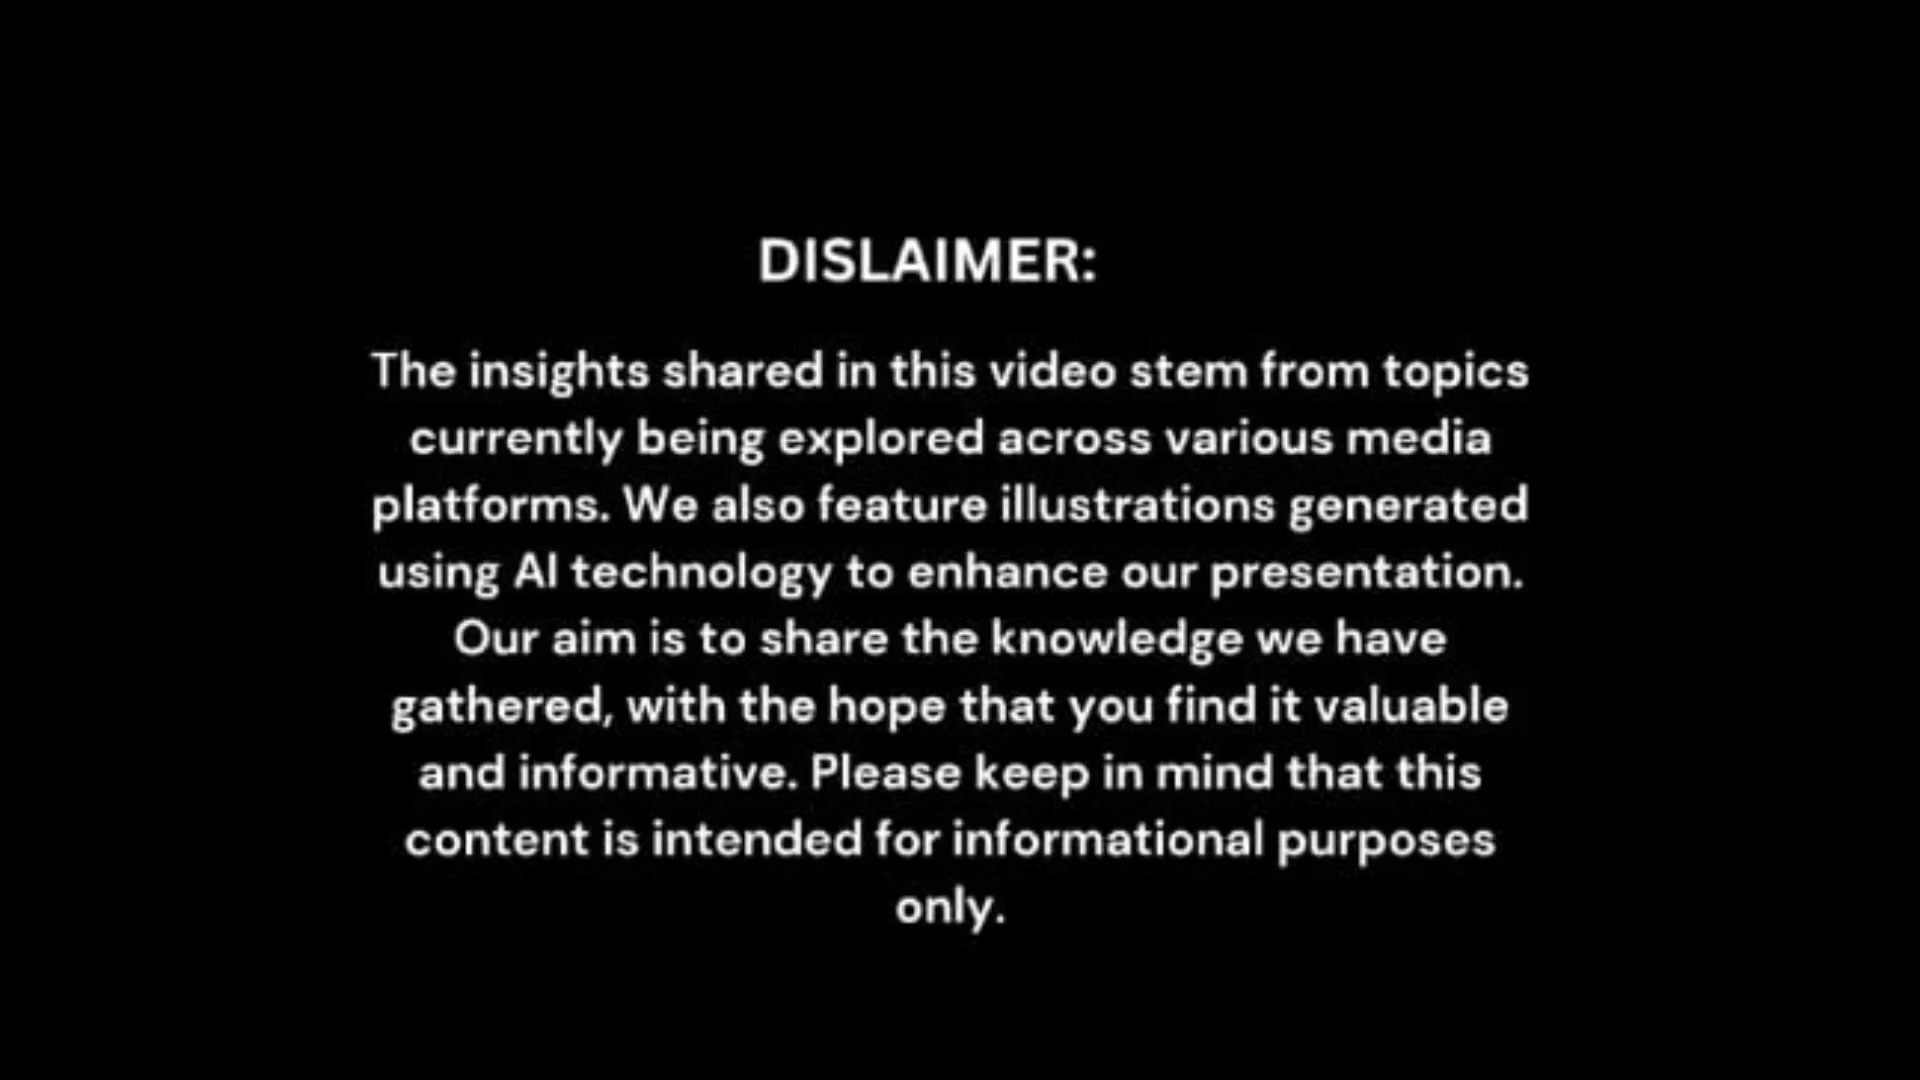 DISLAIMER:
The insights shared in this video stem from topics
currently being explored across various media
platforms. We also feature illustrations generated
using AI technology to enhance our presentation.
Our aim is to share the knowledge we have
gathered, with the hope that you find it valuable
and informative. Please keep in mind that this
content is intended for informational purposes
only.